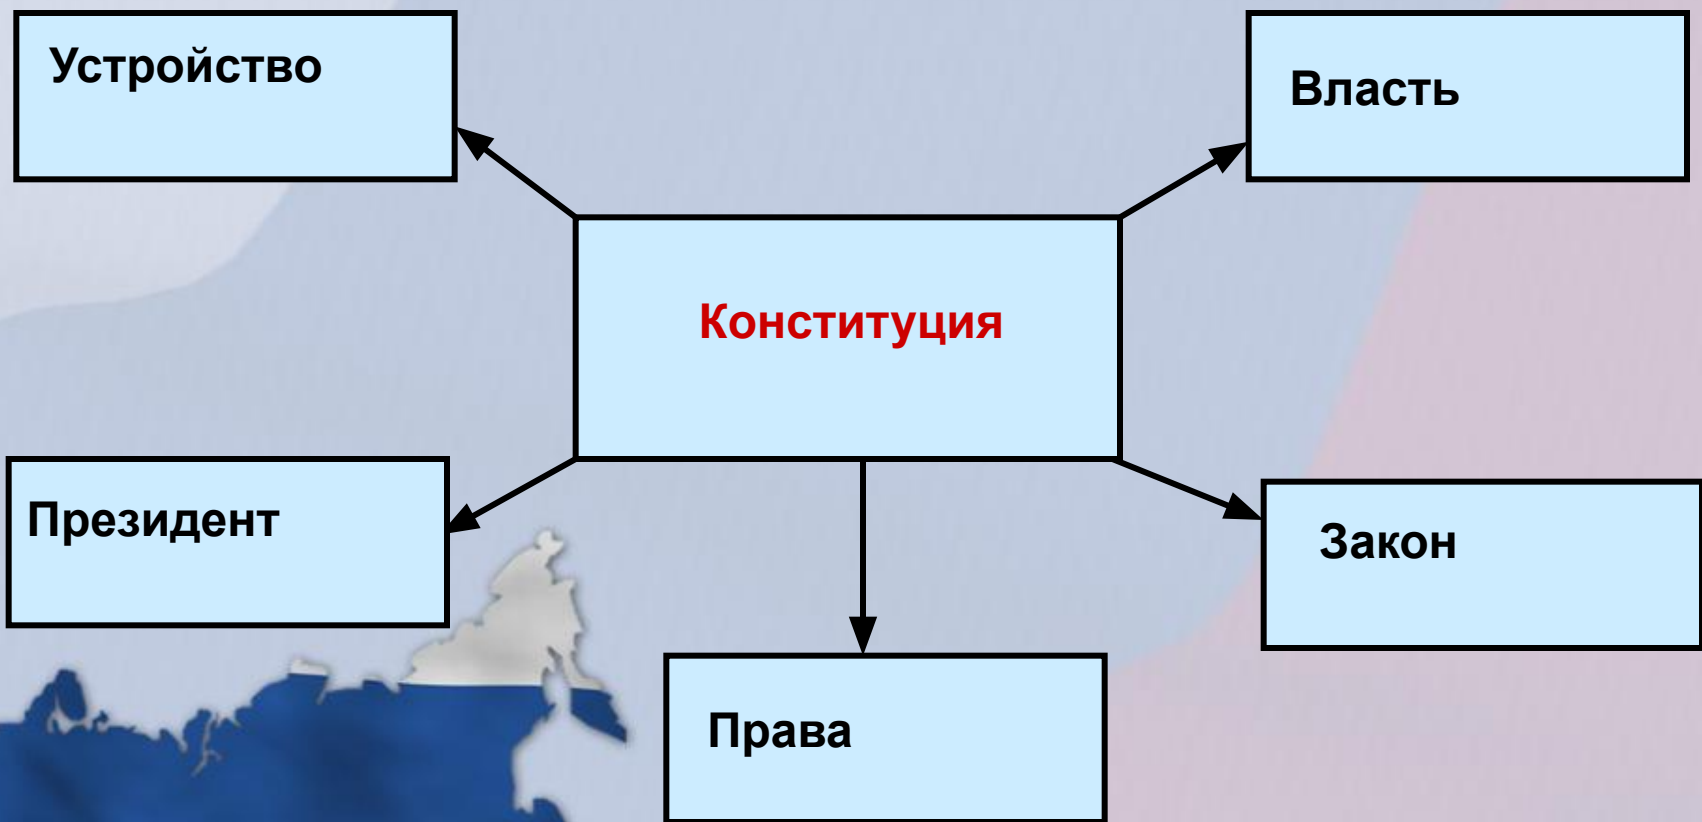 Устройство
Власть
Конституция
Президент
Закон
Права